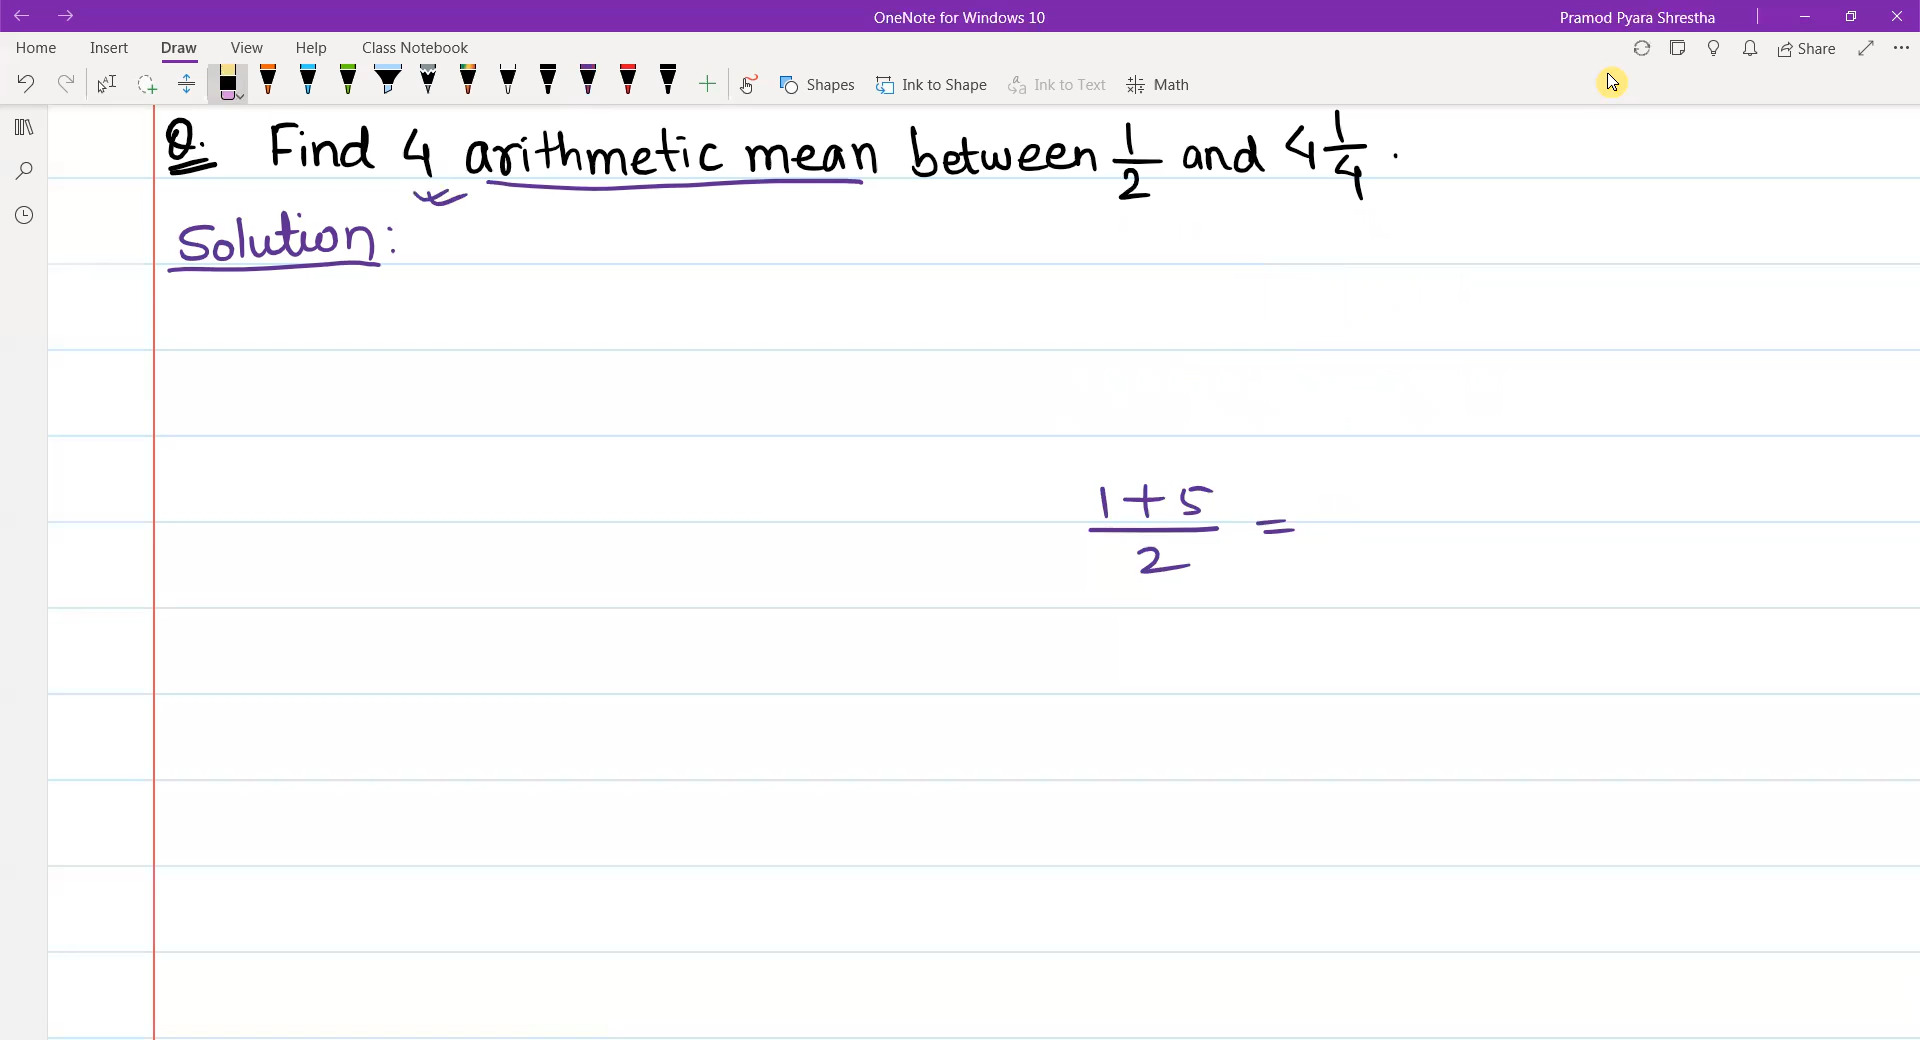 OneNote for Windows 10
Pramod Pyara Shrestha
Home Insert Draw View Help Class Notebook
Share
Shapes Ink to Shape Ink to Text Math
Q. Find 4 arithmetic mean between 1/2 and 4 1/4 .
Solution:
1 + 5
2
=